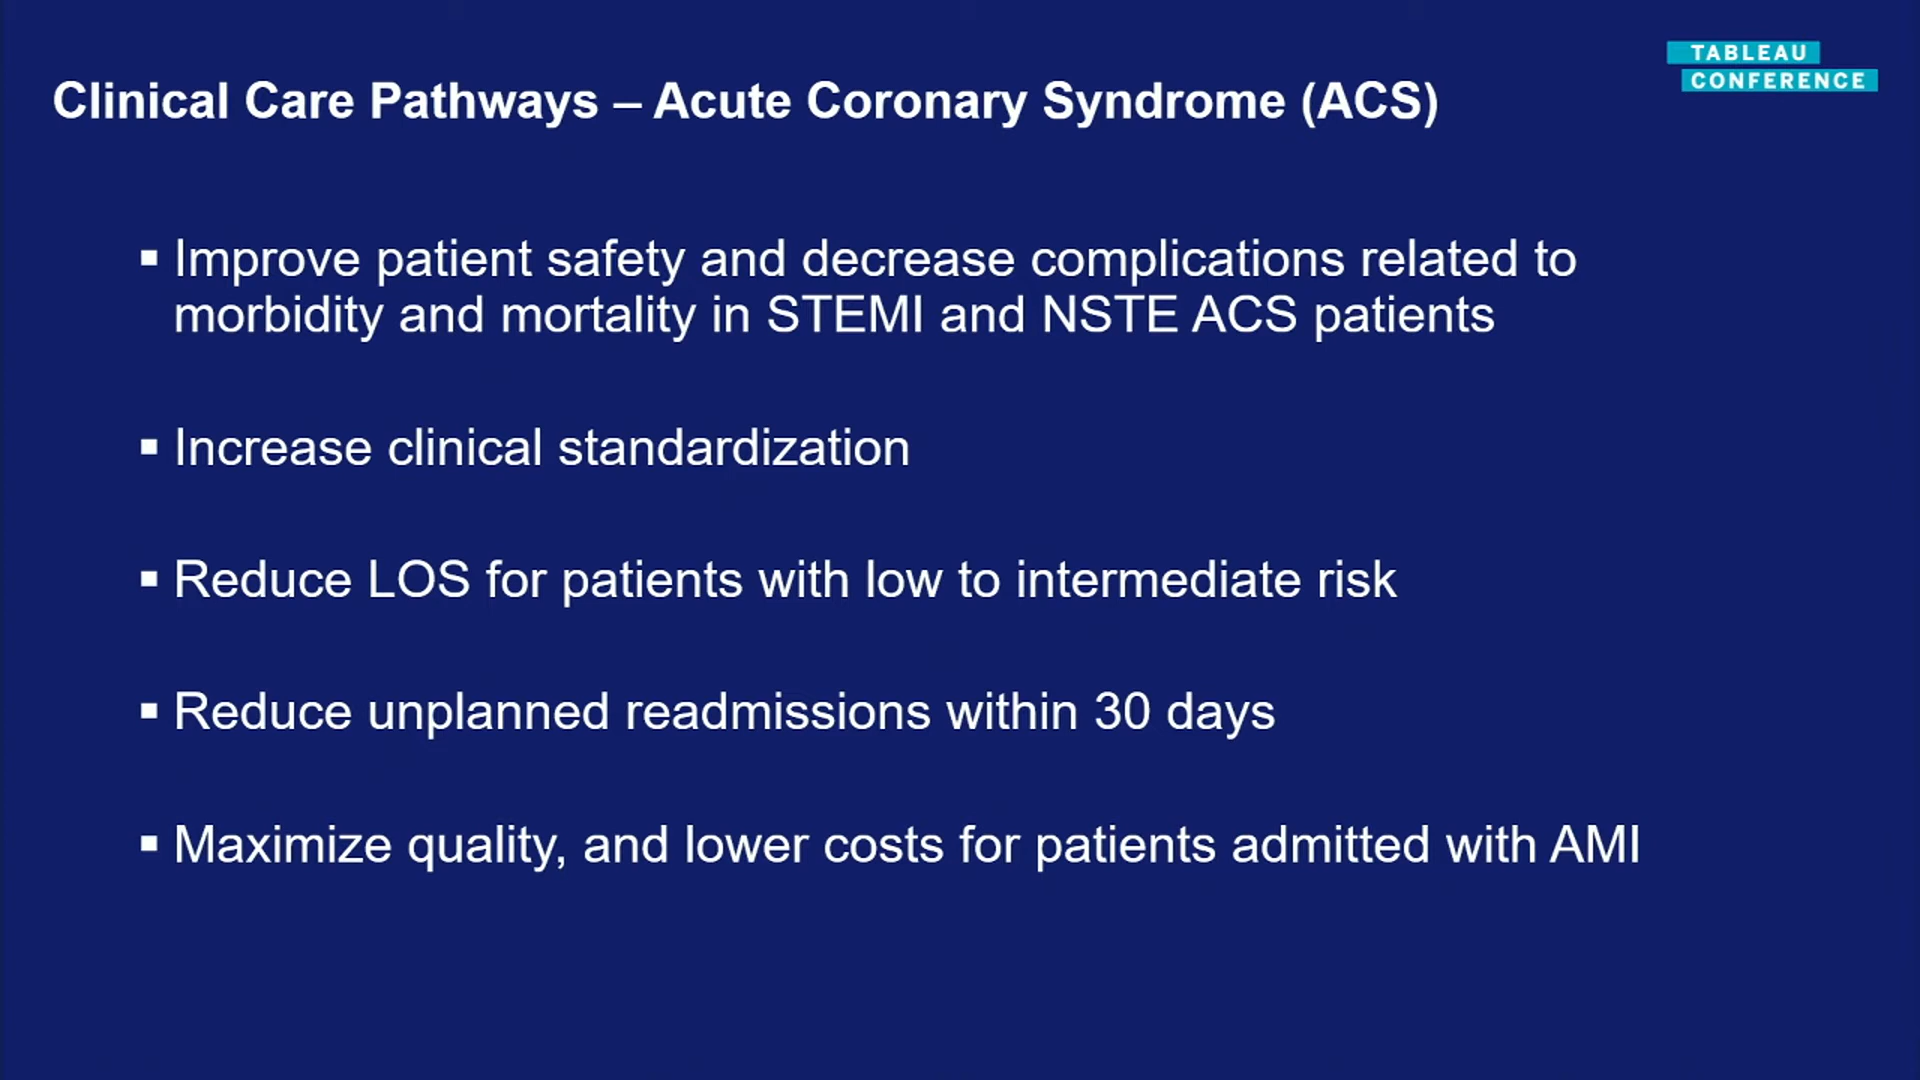 TABLEAU
CONFERENCE
Clinical Care Pathways – Acute Coronary Syndrome (ACS)
▪ Improve patient safety and decrease complications related to
morbidity and mortality in STEMI and NSTE ACS patients
▪ Increase clinical standardization
▪ Reduce LOS for patients with low to intermediate risk
▪ Reduce unplanned readmissions within 30 days
▪ Maximize quality, and lower costs for patients admitted with AMI